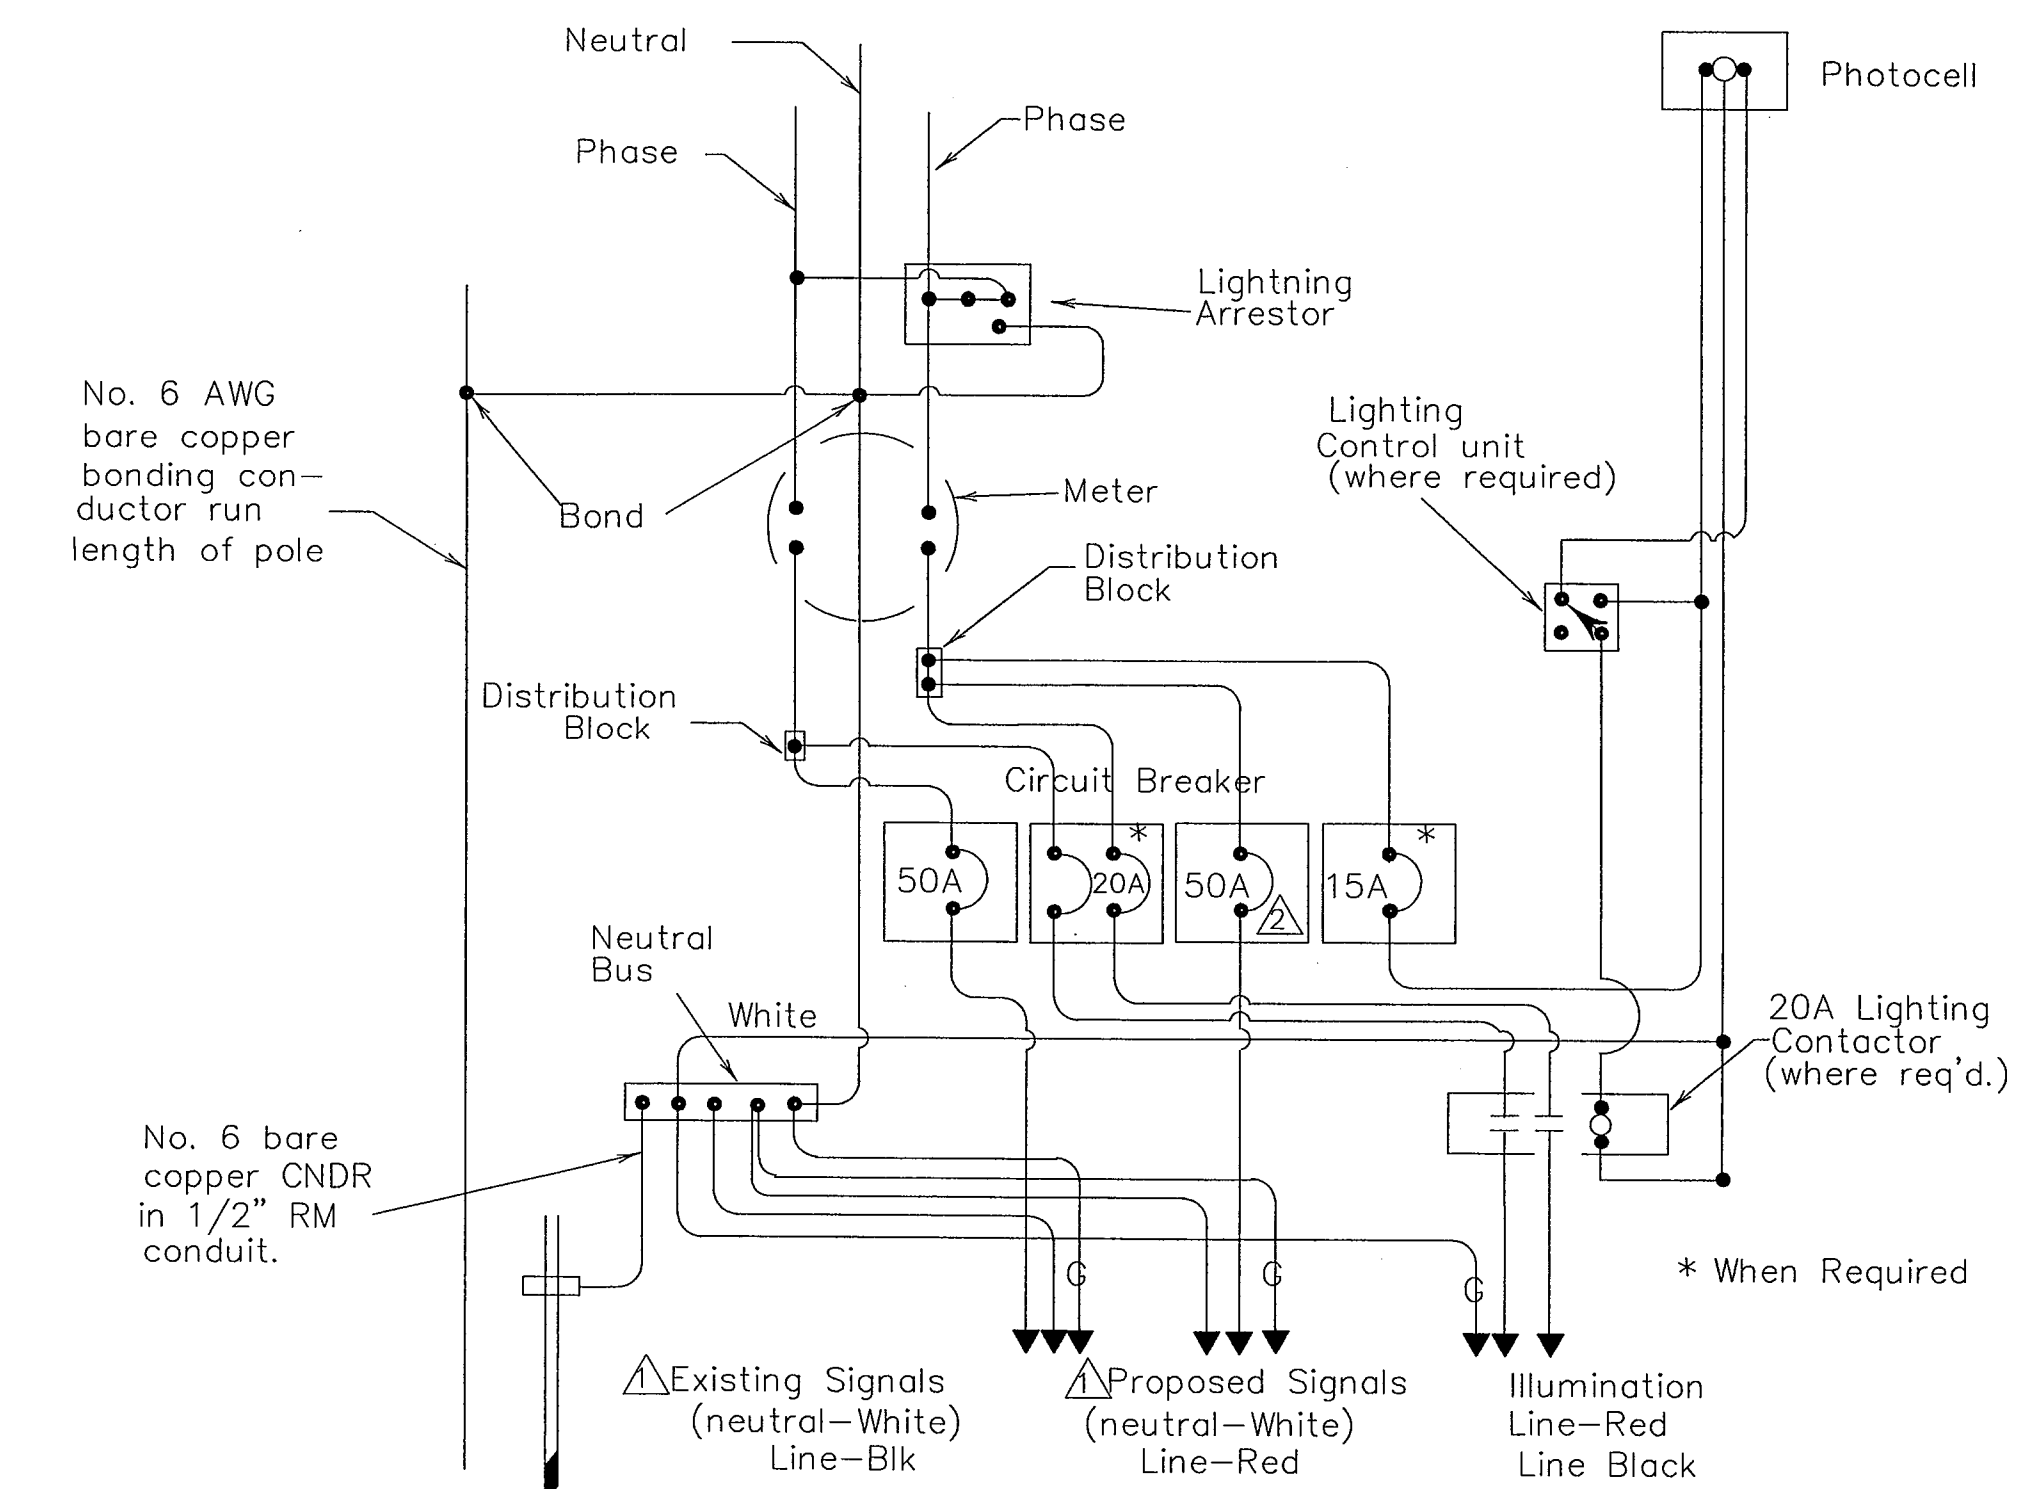 Neutral
Photocell
Phase
Phase
Lightning
Arrestor
No. 6 AWG
bare copper
bonding con-
ductor run
length of pole
Lighting
Control unit
(where required)
Bond
Meter
Distribution
Block
Distribution
Block
Circuit Breaker
*
*
50A
20A
50A
2
15A
Neutral
Bus
White
20A Lighting
Contactor
(where req'd.)
No. 6 bare
copper CNDR
in 1/2" RM
conduit.
G
G
G
* When Required
1 Existing Signals
(neutral-White)
Line-Blk
1 Proposed Signals
(neutral-White)
Line-Red
Illumination
Line-Red
Line Black